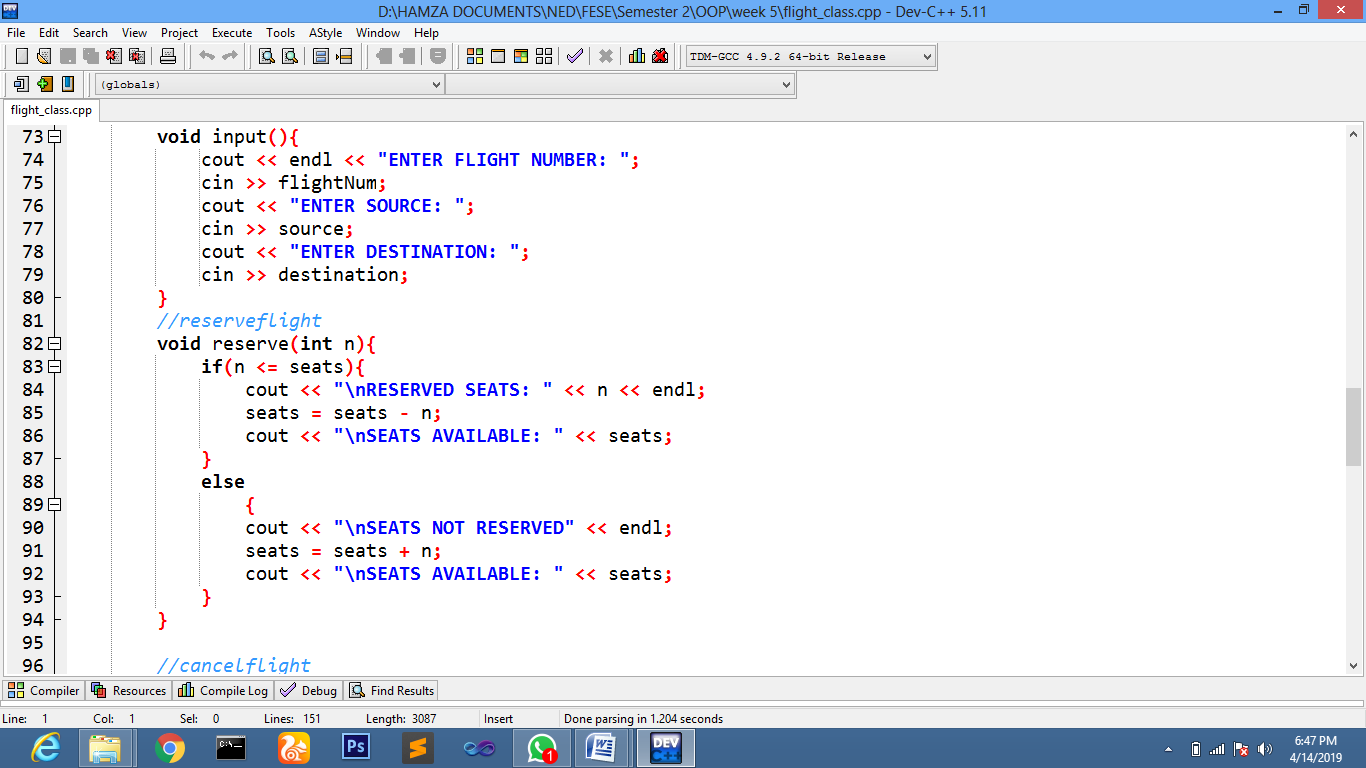 D:\HAMZA DOCUMENTS\NED\FESE\Semester 2\OOP\week 5\flight_class.cpp - Dev-C++ 5.11
File Edit Search View Project Execute Tools AStyle Window Help
TDM-GCC 4.9.2 64-bit Release
(globals)
flight_class.cpp
73 void input(){
74 cout << endl << "ENTER FLIGHT NUMBER: ";
75 cin >> flightNum;
76 cout << "ENTER SOURCE: ";
77 cin >> source;
78 cout << "ENTER DESTINATION: ";
79 cin >> destination;
80 }
81 //reserveflight
82 void reserve(int n){
83 if(n <= seats){
84 cout << "\nRESERVED SEATS: " << n << endl;
85 seats = seats - n;
86 cout << "\nSEATS AVAILABLE: " << seats;
87 }
88 else
89 {
90 cout << "\nSEATS NOT RESERVED" << endl;
91 seats = seats + n;
92 cout << "\nSEATS AVAILABLE: " << seats;
93 }
94 }
95
96 //cancelflight
Compiler Resources Compile Log Debug Find Results
Line: 1 Col: 1 Sel: 0 Lines: 151 Length: 3087 Insert Done parsing in 1.204 seconds
C:\_
Ps
1
W
DEV C++
6:47 PM
4/14/2019